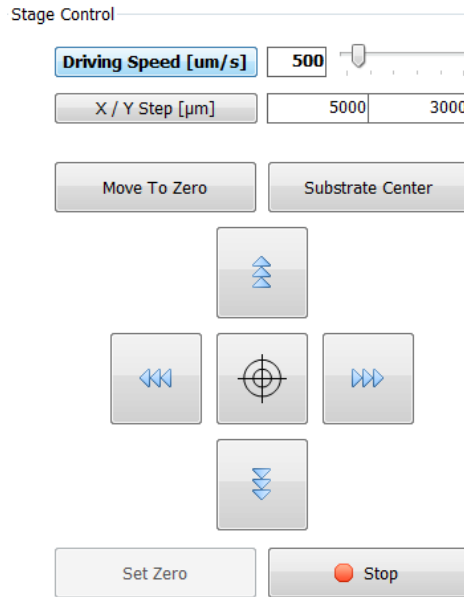 Stage Control
Driving Speed [um/s] 500
X / Y Step [µm] 5000 3000
Move To Zero Substrate Center
Set Zero Stop